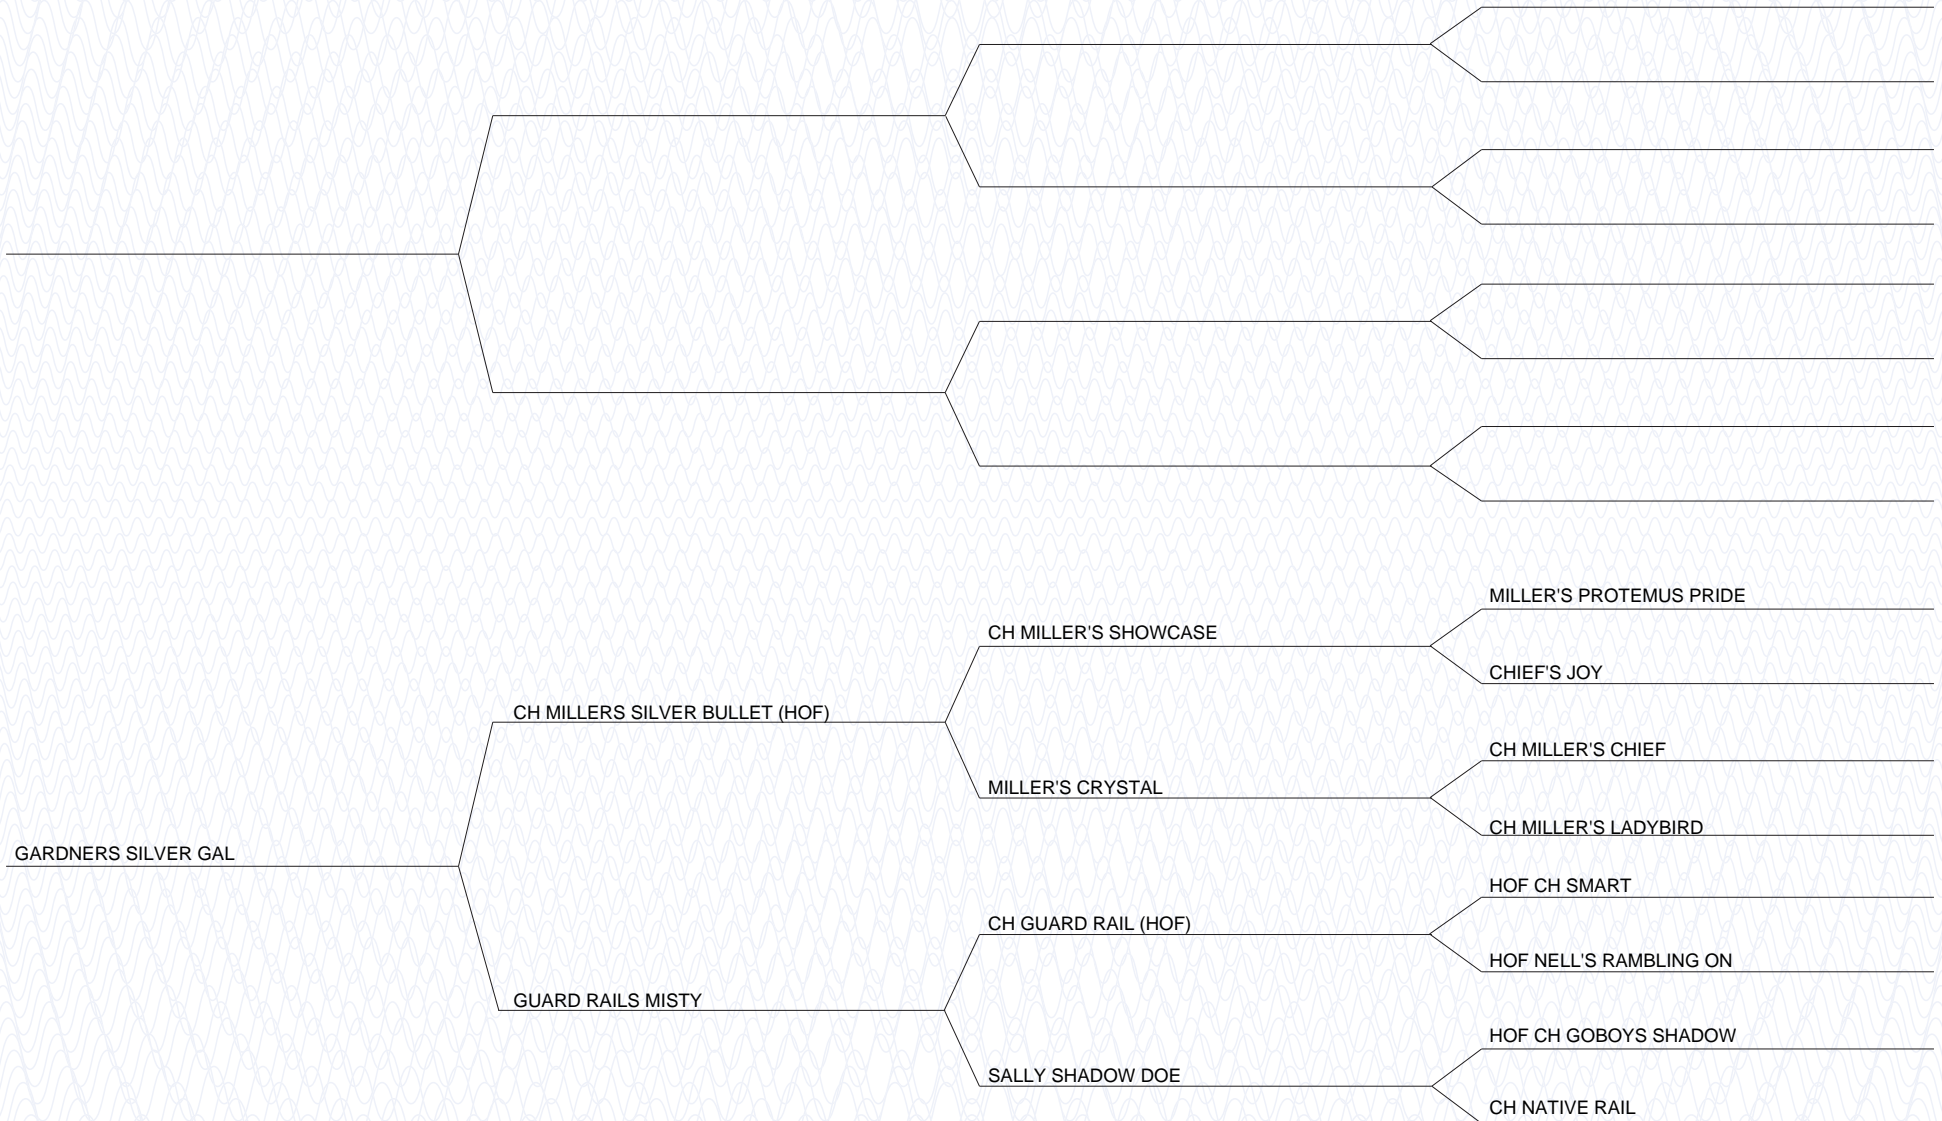 MILLER'S PROTEMUS PRIDE
CH MILLER'S SHOWCASE
CHIEF'S JOY
CH MILLERS SILVER BULLET (HOF)
CH MILLER'S CHIEF
MILLER'S CRYSTAL
CH MILLER'S LADYBIRD
GARDNERS SILVER GAL
HOF CH SMART
CH GUARD RAIL (HOF)
HOF NELL'S RAMBLING ON
GUARD RAILS MISTY
HOF CH GOBOYS SHADOW
SALLY SHADOW DOE
CH NATIVE RAIL